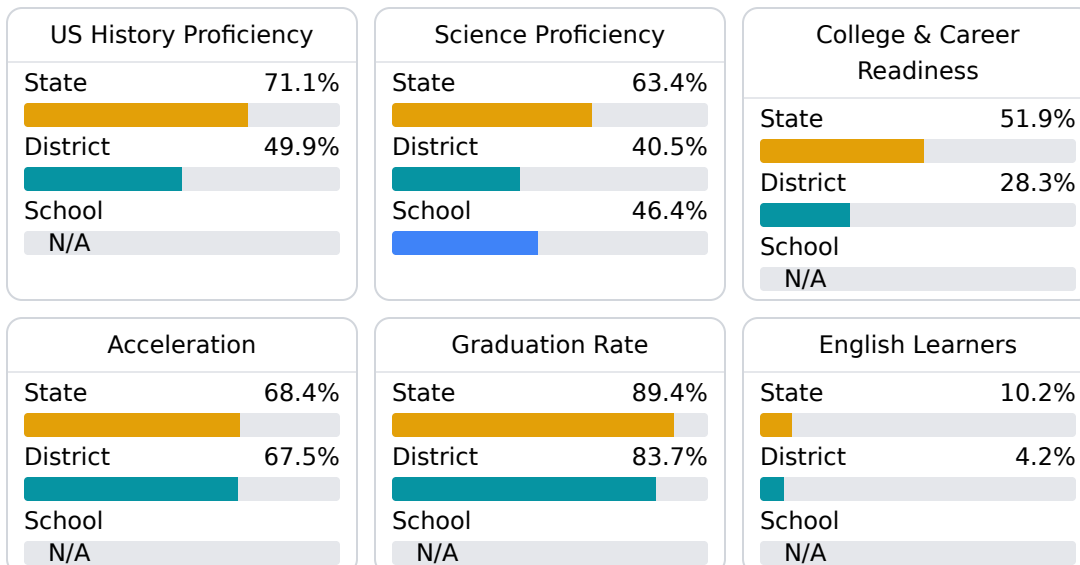 US History Proficiency
State 71.1%
District 49.9%
School
N/A
Science Proficiency
State 63.4%
District 40.5%
School 46.4%
College & Career
Readiness
State 51.9%
District 28.3%
School
N/A
Acceleration
State 68.4%
District 67.5%
School
N/A
Graduation Rate
State 89.4%
District 83.7%
School
N/A
English Learners
State 10.2%
District 4.2%
School
N/A